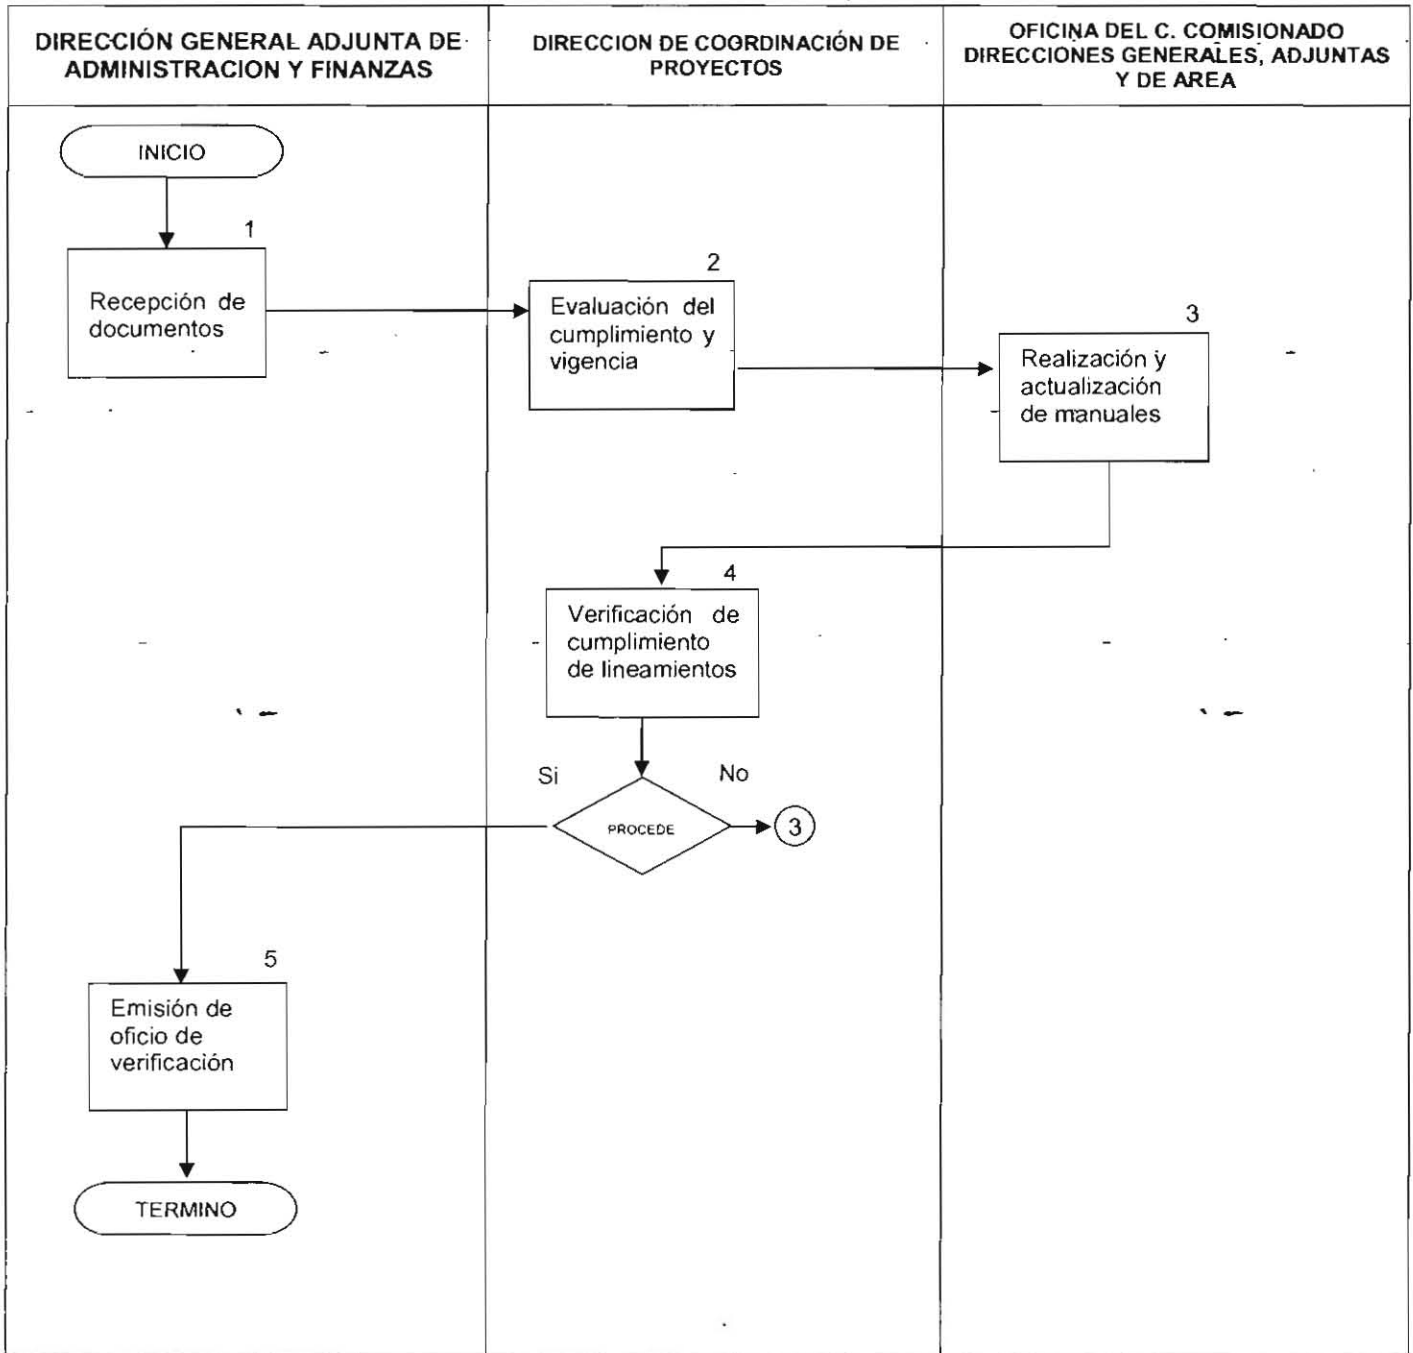 DIRECCIÓN GENERAL ADJUNTA DE
ADMINISTRACION Y FINANZAS
DIRECCION DE COORDINACIÓN DE
PROYECTOS
OFICINA DEL C. COMISIONADO
DIRECCIONES GENERALES, ADJUNTAS
Y DE AREA
INICIO
1
Recepción de
documentos
2
Evaluación del
cumplimiento y
vigencia
3
Realización y
actualización
de manuales
4
Verificación de
cumplimiento
de lineamientos
Si
No
PROCEDE
3
5
Emisión de
oficio de
verificación
TERMINO